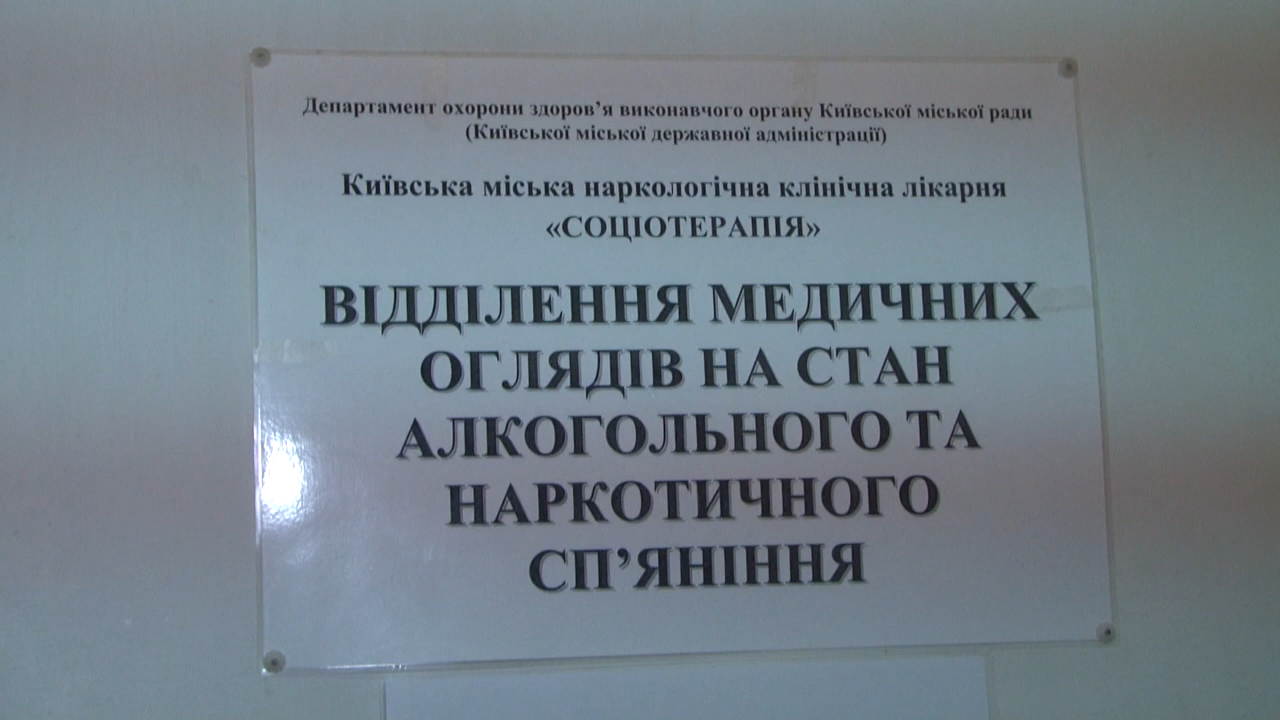 Департамент охорони здоров’я виконавчого органу Київської міської ради
(Київської міської державної адміністрації)
Київська міська наркологічна клінічна лікарня
«СОЦІОТЕРАПІЯ»
ВІДДІЛЕННЯ МЕДИЧНИХ
ОГЛЯДІВ НА СТАН
АЛКОГОЛЬНОГО ТА
НАРКОТИЧНОГО
СП’ЯНІННЯ